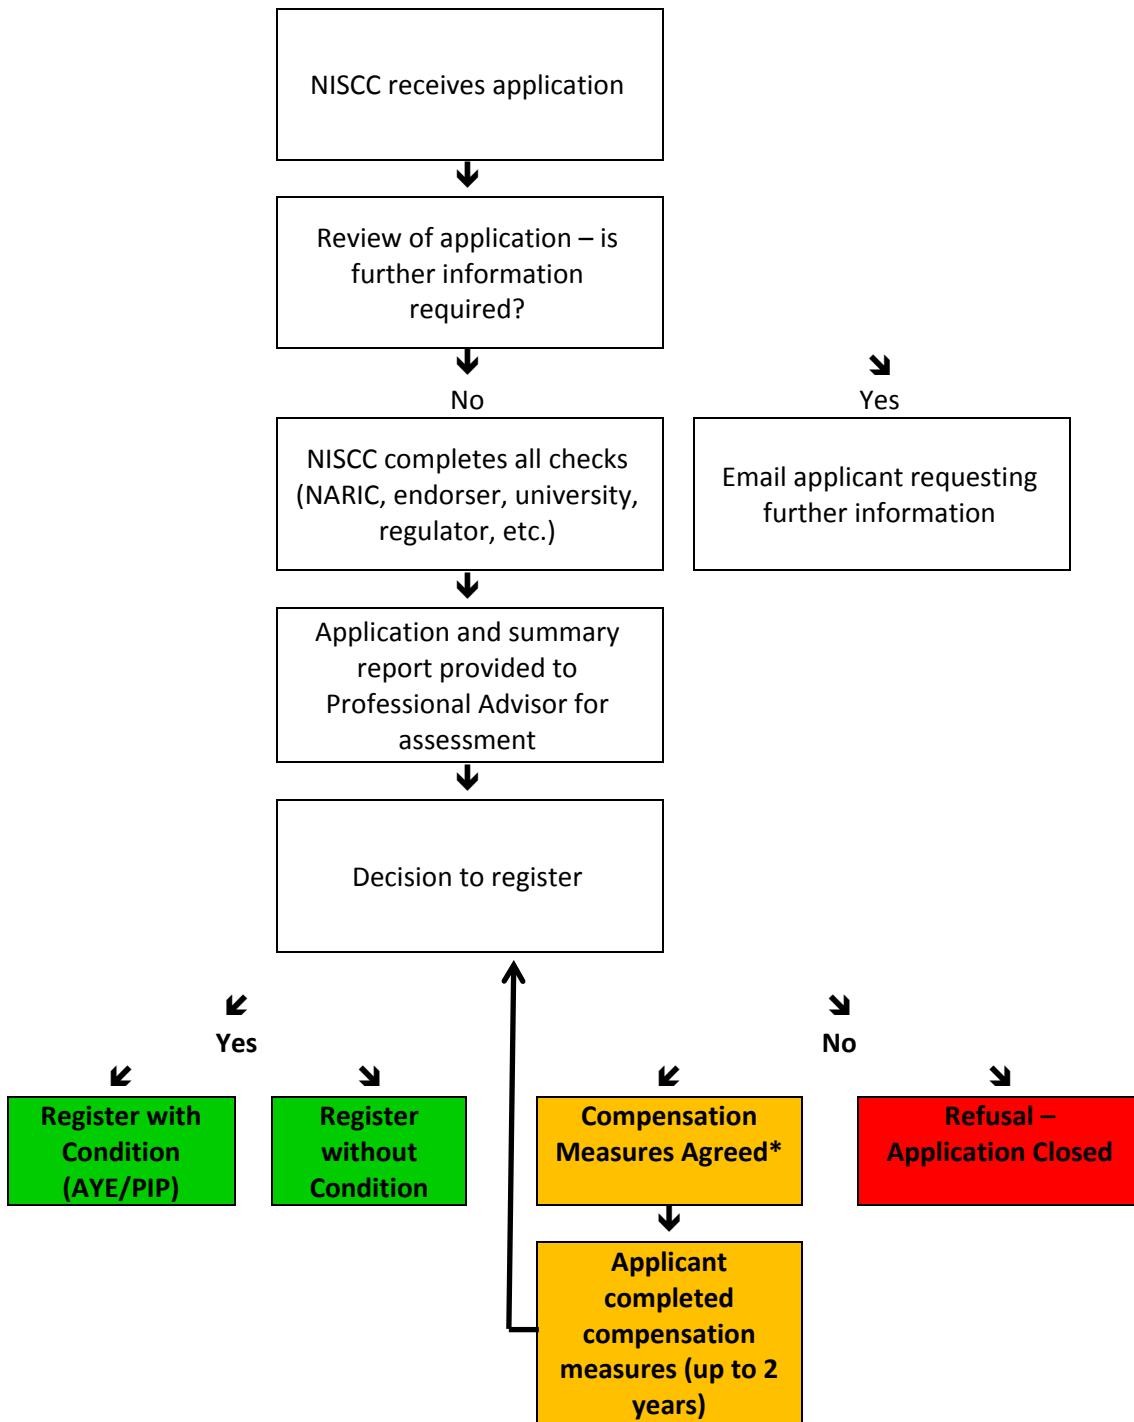 NISCC receives application
Review of application – is
further information
required?
No
Yes
NISCC completes all checks
(NARIC, endorser, university,
regulator, etc.)
Email applicant requesting
further information
Application and summary
report provided to
Professional Advisor for
assessment
Decision to register
Yes
No
Register with
Condition
(AYE/PIP)
Register
without
Condition
Compensation
Measures Agreed*
Refusal –
Application Closed
Applicant
completed
compensation
measures (up to 2
years)